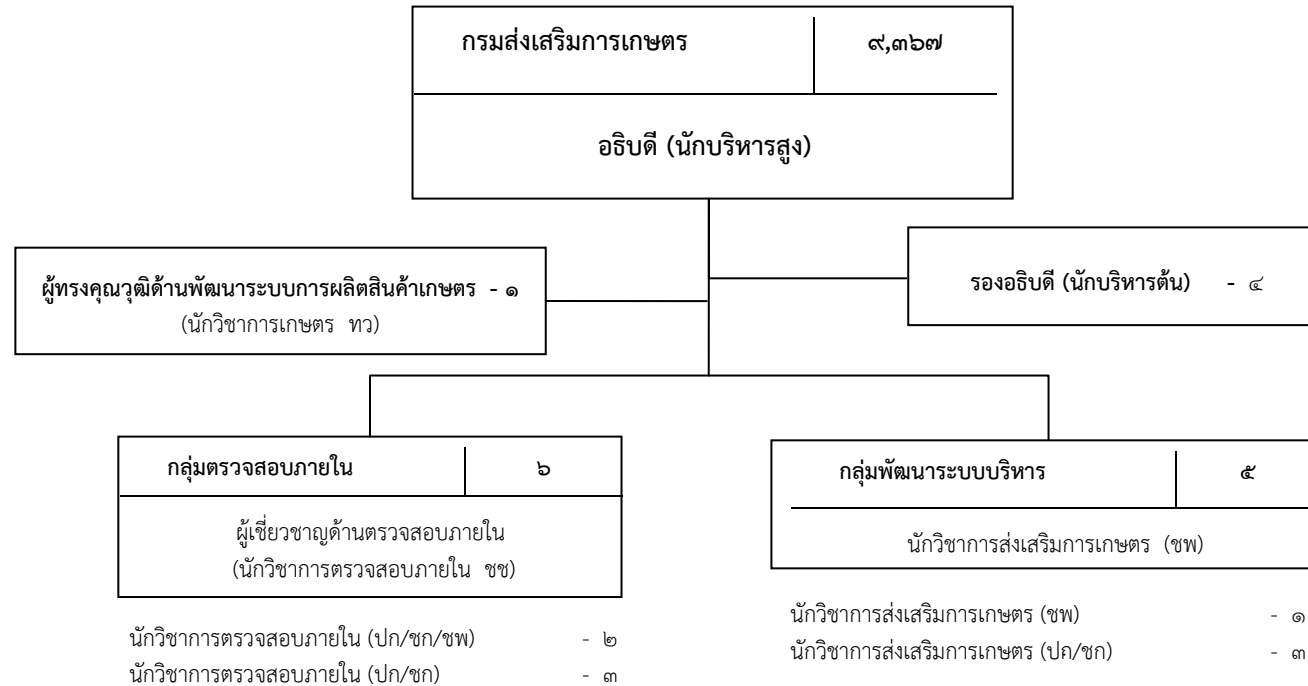 กรมส่งเสริมการเกษตร ๙,๓๖๗
อธิบดี (นักบริหารสูง)
ผู้ทรงคุณวุฒิด้านพัฒนาระบบการผลิตสินค้าเกษตร - ๑
(นักวิชาการเกษตร ทว)
รองอธิบดี (นักบริหารต้น) - ๔
กลุ่มตรวจสอบภายใน ๖
ผู้เชี่ยวชาญด้านตรวจสอบภายใน
(นักวิชาการตรวจสอบภายใน ชช)
นักวิชาการตรวจสอบภายใน (ปก/ชก/ชพ) - ๒
นักวิชาการตรวจสอบภายใน (ปก/ชก) - ๓
กลุ่มพัฒนาระบบบริหาร ๕
นักวิชาการส่งเสริมการเกษตร (ชพ)
นักวิชาการส่งเสริมการเกษตร (ชพ) - ๑
นักวิชาการส่งเสริมการเกษตร (ปก/ชก) - ๓